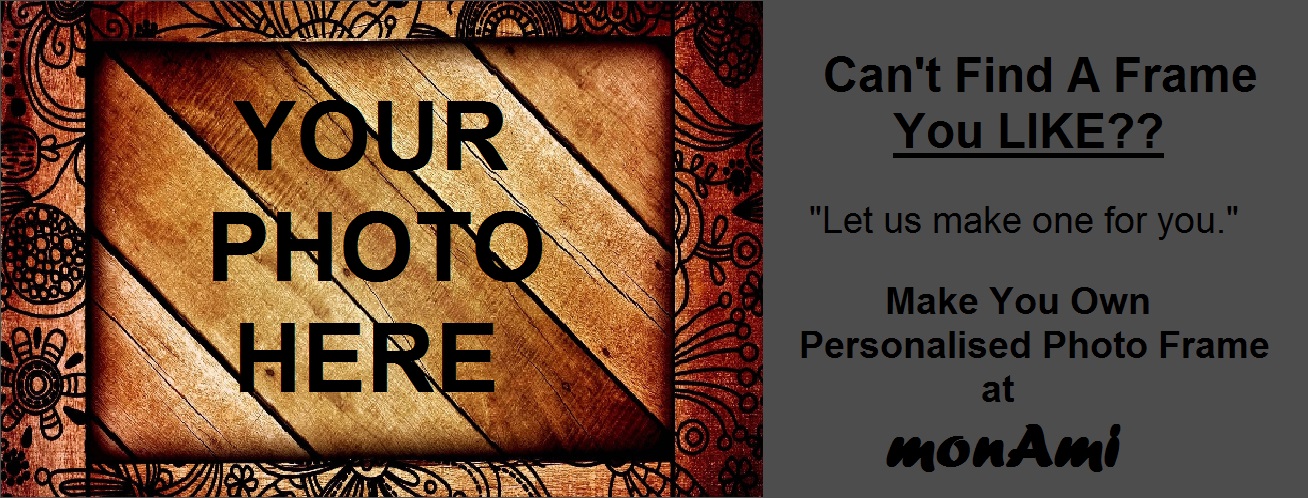 YOUR
PHOTO
HERE
Can't Find A Frame
You LIKE??
"Let us make one for you."
Make You Own
Personalised Photo Frame
at
monAmi